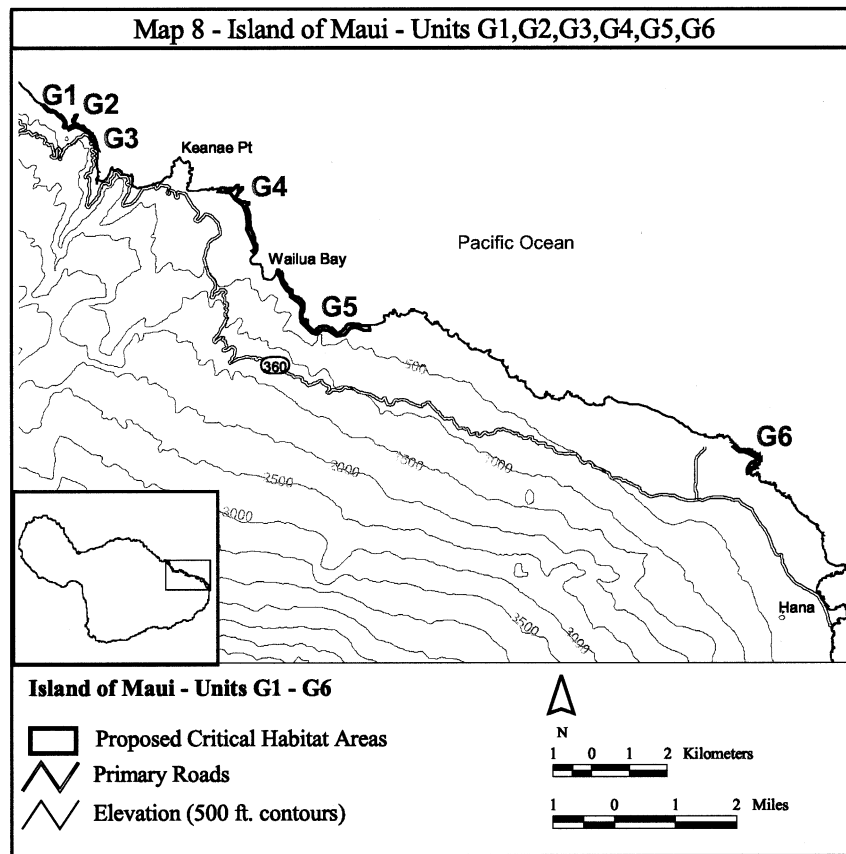 Map 8 - Island of Maui - Units G1,G2,G3,G4,G5,G6
G1
G2
G3
Keanae Pt
G4
Wailua Bay
Pacific Ocean
G5
360
500
G6
1000
1500
2000
2500
3000
3500
3000
Hana
Island of Maui - Units G1 - G6
Proposed Critical Habitat Areas
Primary Roads
Elevation (500 ft. contours)
N
1 0 1 2 Kilometers
1 0 1 2 Miles